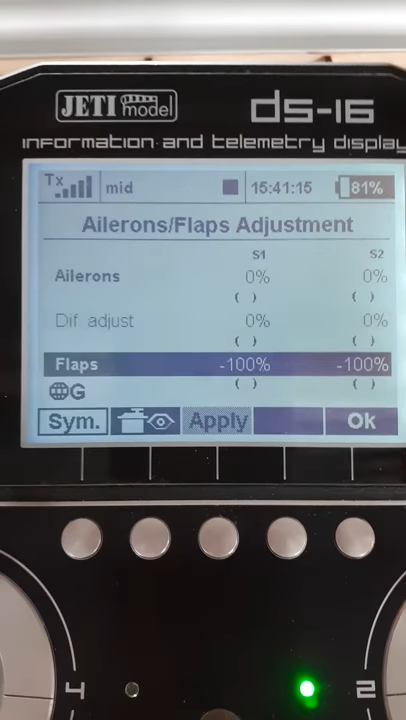 JETI model
ds-16
information and telemetry display
Tx mid 15:41:15 81%
Ailerons/Flaps Adjustment
S1 S2
Ailerons 0% 0%
( ) ( )
Dif. adjust 0% 0%
( ) ( )
Flaps -100% -100%
G ( ) ( )
Sym. Apply Ok
4 2